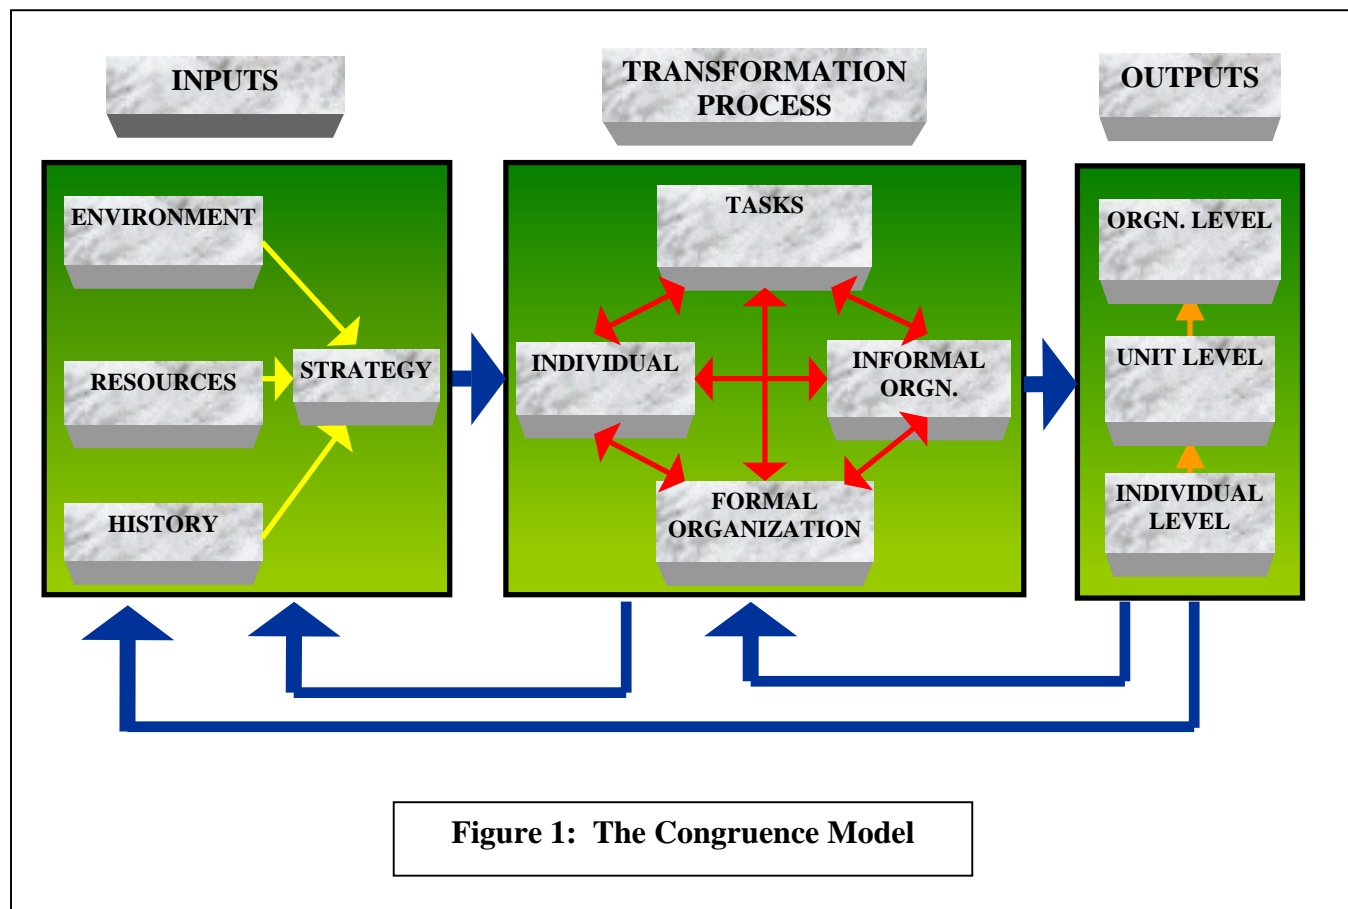 INPUTS
TRANSFORMATION
PROCESS
OUTPUTS
ENVIRONMENT
RESOURCES
HISTORY
STRATEGY
TASKS
INDIVIDUAL
INFORMAL
ORGN.
FORMAL
ORGANIZATION
ORGN. LEVEL
UNIT LEVEL
INDIVIDUAL
LEVEL
Figure 1:  The Congruence Model